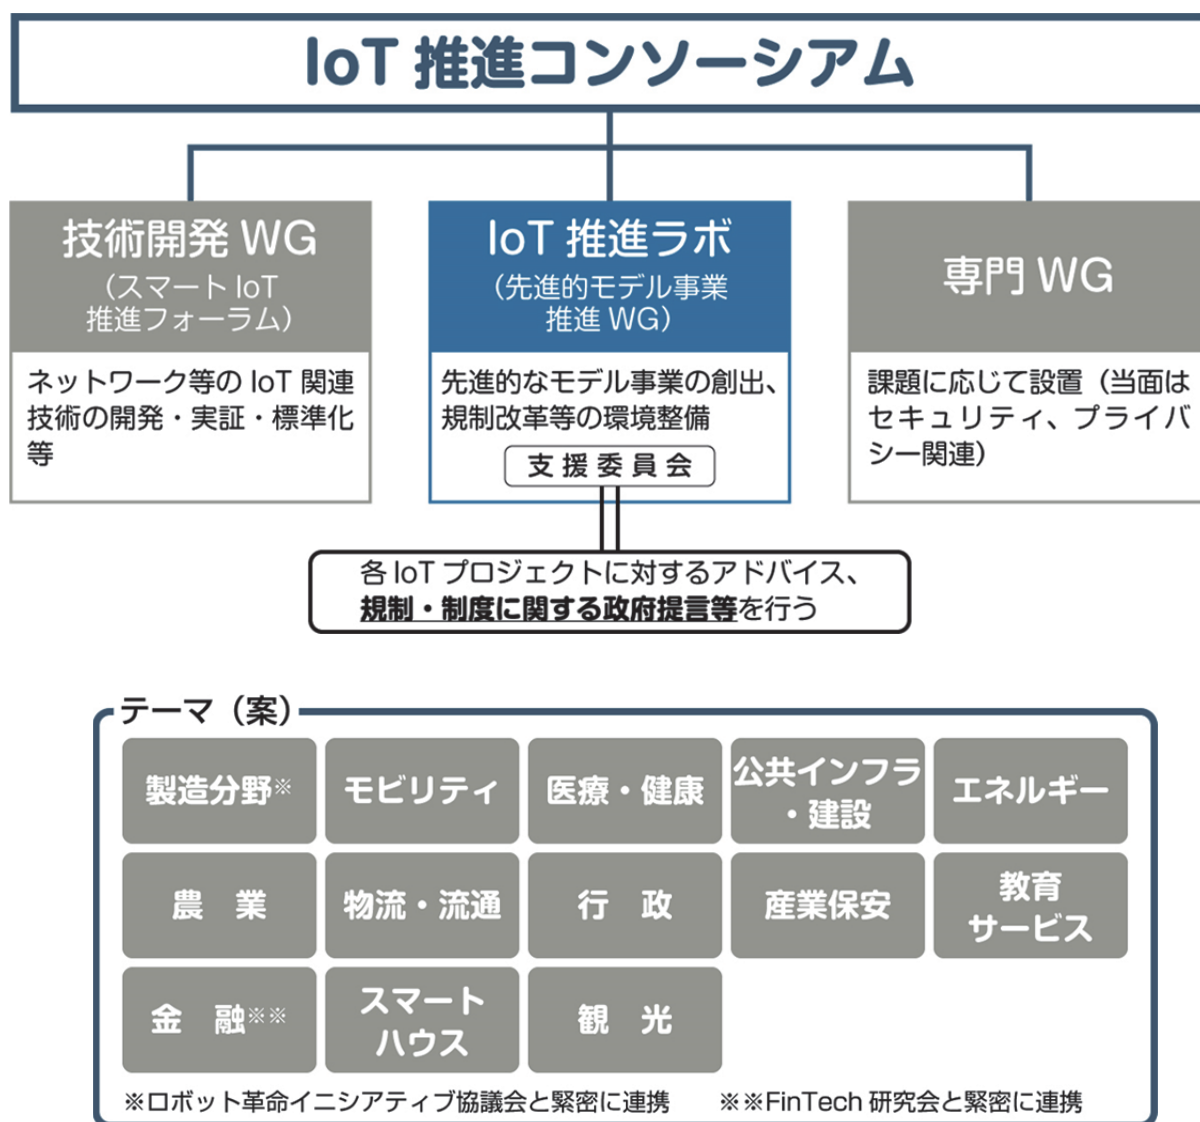 IoT 推進コンソーシアム
技術開発 WG
（スマート IoT
推進フォーラム）
ネットワーク等の IoT 関連
技術の開発・実証・標準化
等
IoT 推進ラボ
（先進的モデル事業
推進 WG）
先進的なモデル事業の創出、
規制改革等の環境整備
支援委員会
専門 WG
課題に応じて設置（当面は
セキュリティ、プライバ
シー関連）
各 IoT プロジェクトに対するアドバイス、
規制・制度に関する政府提言等を行う
テーマ（案）
製造分野※
モビリティ
医療・健康
公共インフラ
・建設
エネルギー
農　業
物流・流通
行　政
産業保安
教育
サービス
金　融※※
スマート
ハウス
観　光
※ロボット革命イニシアティブ協議会と緊密に連携
※※FinTech 研究会と緊密に連携